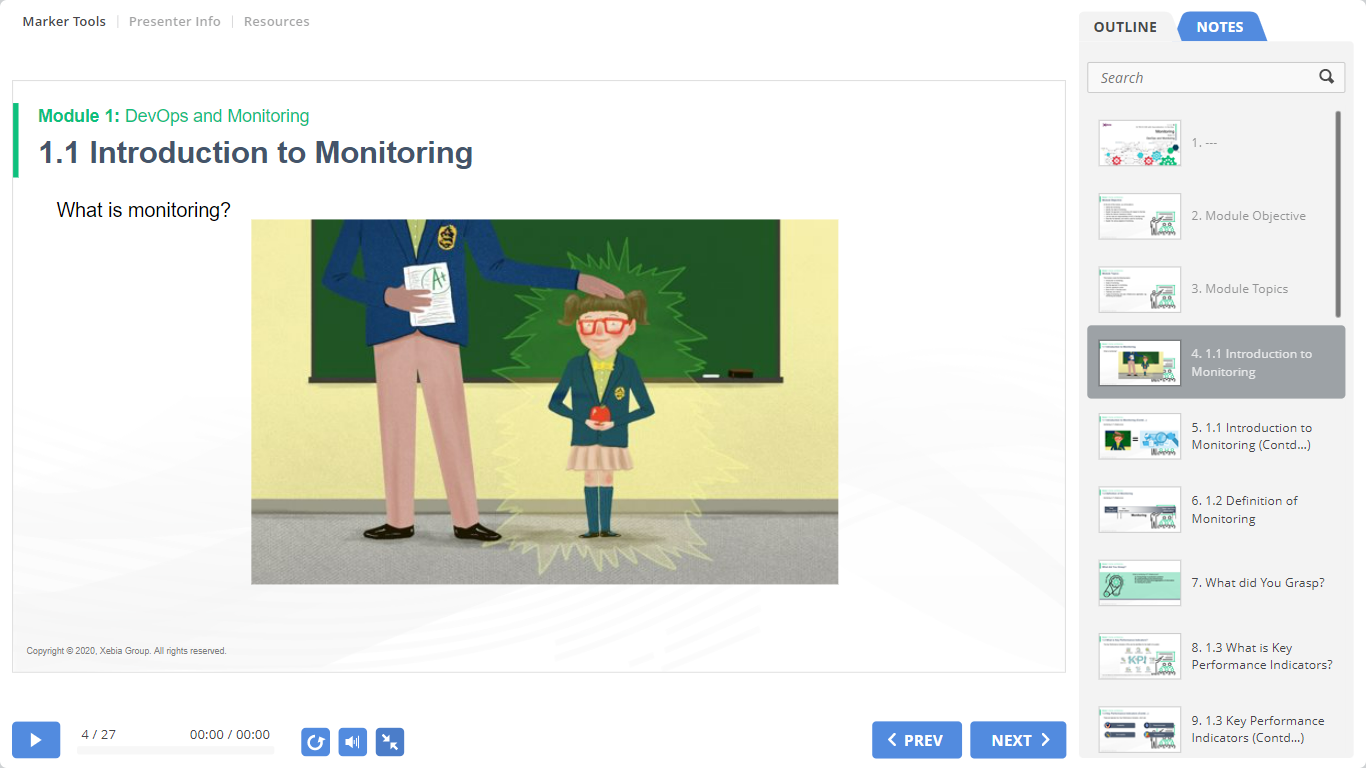 Marker Tools
Presenter Info
Resources
OUTLINE
NOTES
Search
Module 1: DevOps and Monitoring
1.1 Introduction to Monitoring
What is monitoring?
A+
Copyright © 2020, Xebia Group. All rights reserved.
1. ---
2. Module Objective
3. Module Topics
4. 1.1 Introduction to
Monitoring
5. 1.1 Introduction to
Monitoring (Contd...)
6. 1.2 Definition of
Monitoring
7. What did You Grasp?
8. 1.3 What is Key
Performance Indicators?
9. 1.3 Key Performance
Indicators (Contd...)
4 / 27
00:00 / 00:00
PREV
NEXT